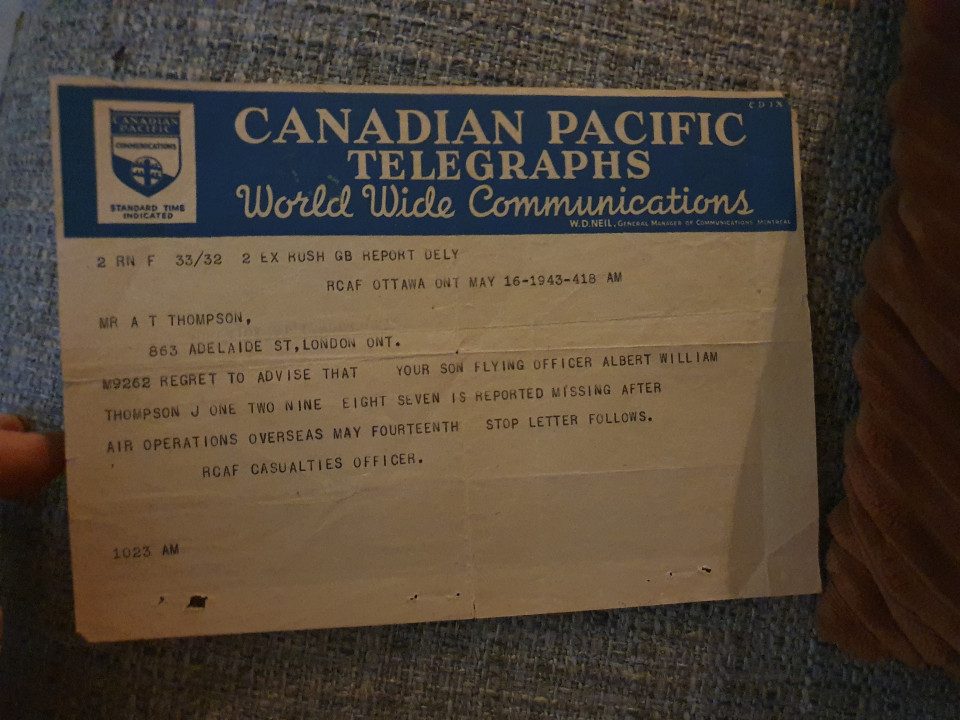 CD 1X
CANADIAN PACIFIC
COMMUNICATIONS
STANDARD TIME
INDICATED
CANADIAN PACIFIC
TELEGRAPHS
World Wide Communications
W.D.NEIL, GENERAL MANAGER OF COMMUNICATIONS, MONTREAL
2 RN F 33/32 2 EX RUSH GB REPORT DELY
RCAF OTTAWA ONT MAY 16-1943-418 AM
MR A T THOMPSON,
863 ADELAIDE ST,LONDON ONT.
M9262 REGRET TO ADVISE THAT YOUR SON FLYING OFFICER ALBERT WILLIAM
THOMPSON J ONE TWO NINE EIGHT SEVEN IS REPORTED MISSING AFTER
AIR OPERATIONS OVERSEAS MAY FOURTEENTH STOP LETTER FOLLOWS.
RCAF CASUALTIES OFFICER.
1023 AM